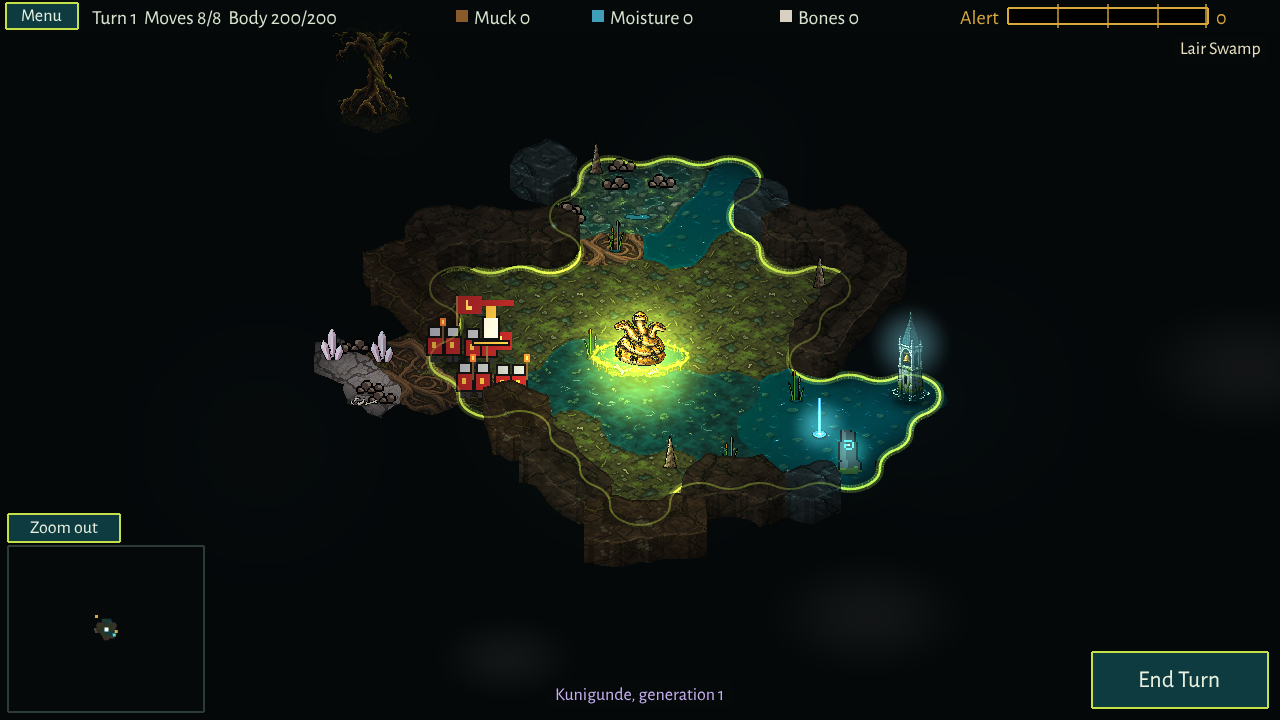 Menu
Turn 1 Moves 8/8 Body 200/200
Muck 0
Moisture 0
Bones 0
Alert 0
Lair Swamp
Zoom out
Kunigunde, generation 1
End Turn